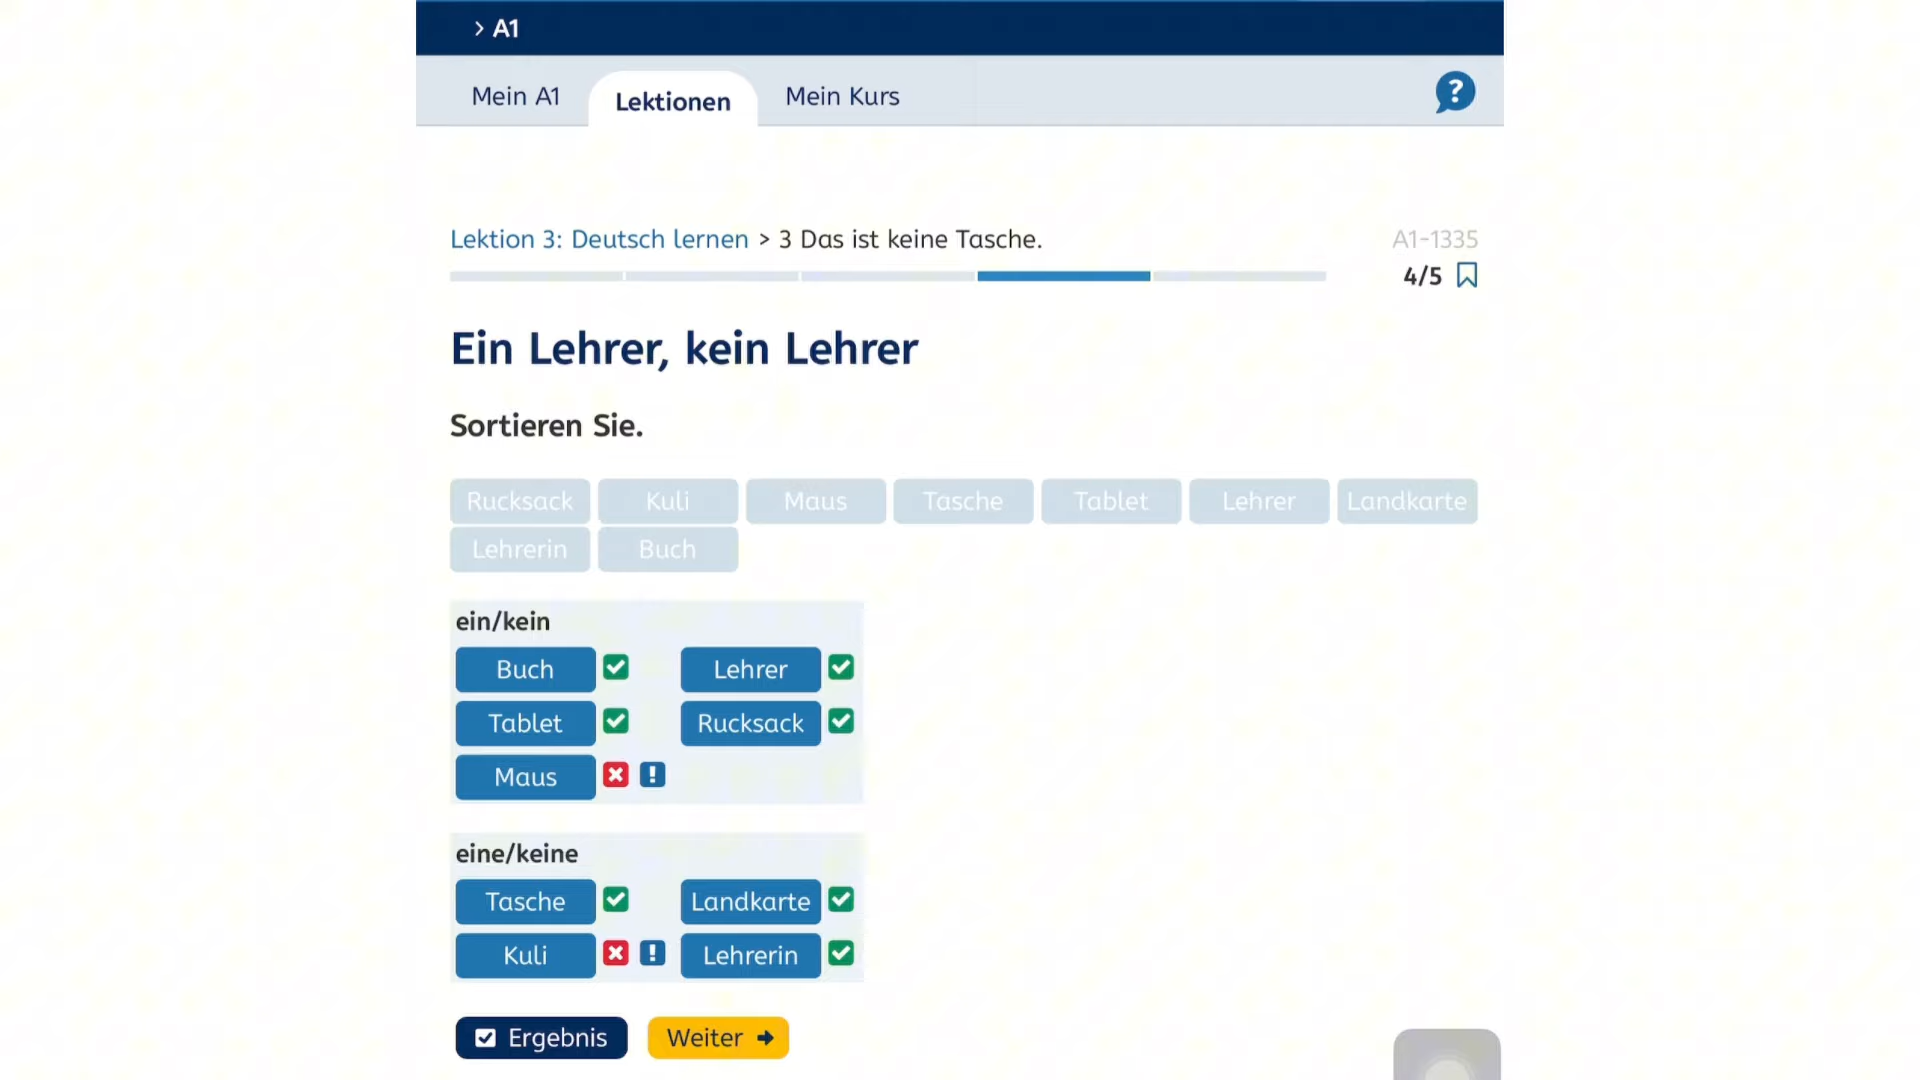 > A1
Mein A1 Lektionen Mein Kurs ?
Lektion 3: Deutsch lernen > 3 Das ist keine Tasche. A1-1335
4/5
Ein Lehrer, kein Lehrer
Sortieren Sie.
Rucksack Kuli Maus Tasche Tablet Lehrer Landkarte
Lehrerin Buch
ein/kein
Buch Lehrer
Tablet Rucksack
Maus !
eine/keine
Tasche Landkarte
Kuli ! Lehrerin
Ergebnis Weiter